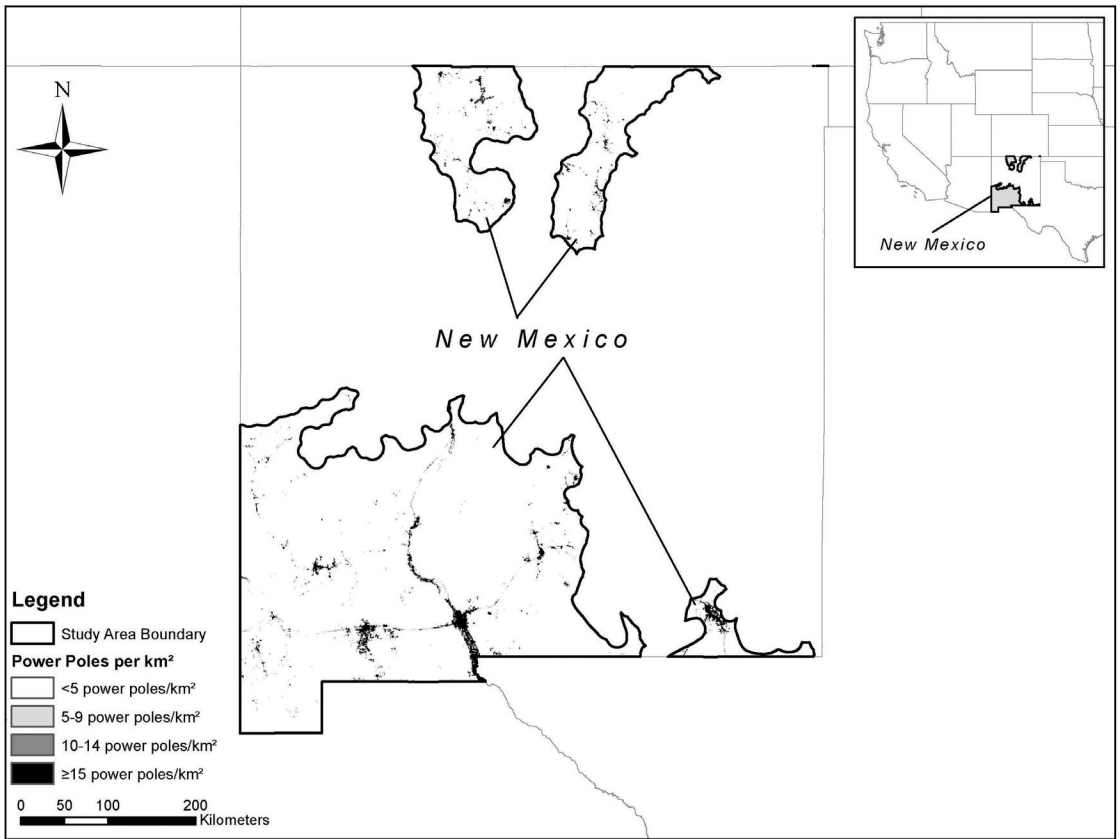 N
New Mexico
New Mexico
Legend
Study Area Boundary
Power Poles per km²
<5 power poles/km²
5-9 power poles/km²
10-14 power poles/km²
≥15 power poles/km²
0 50 100 200
Kilometers